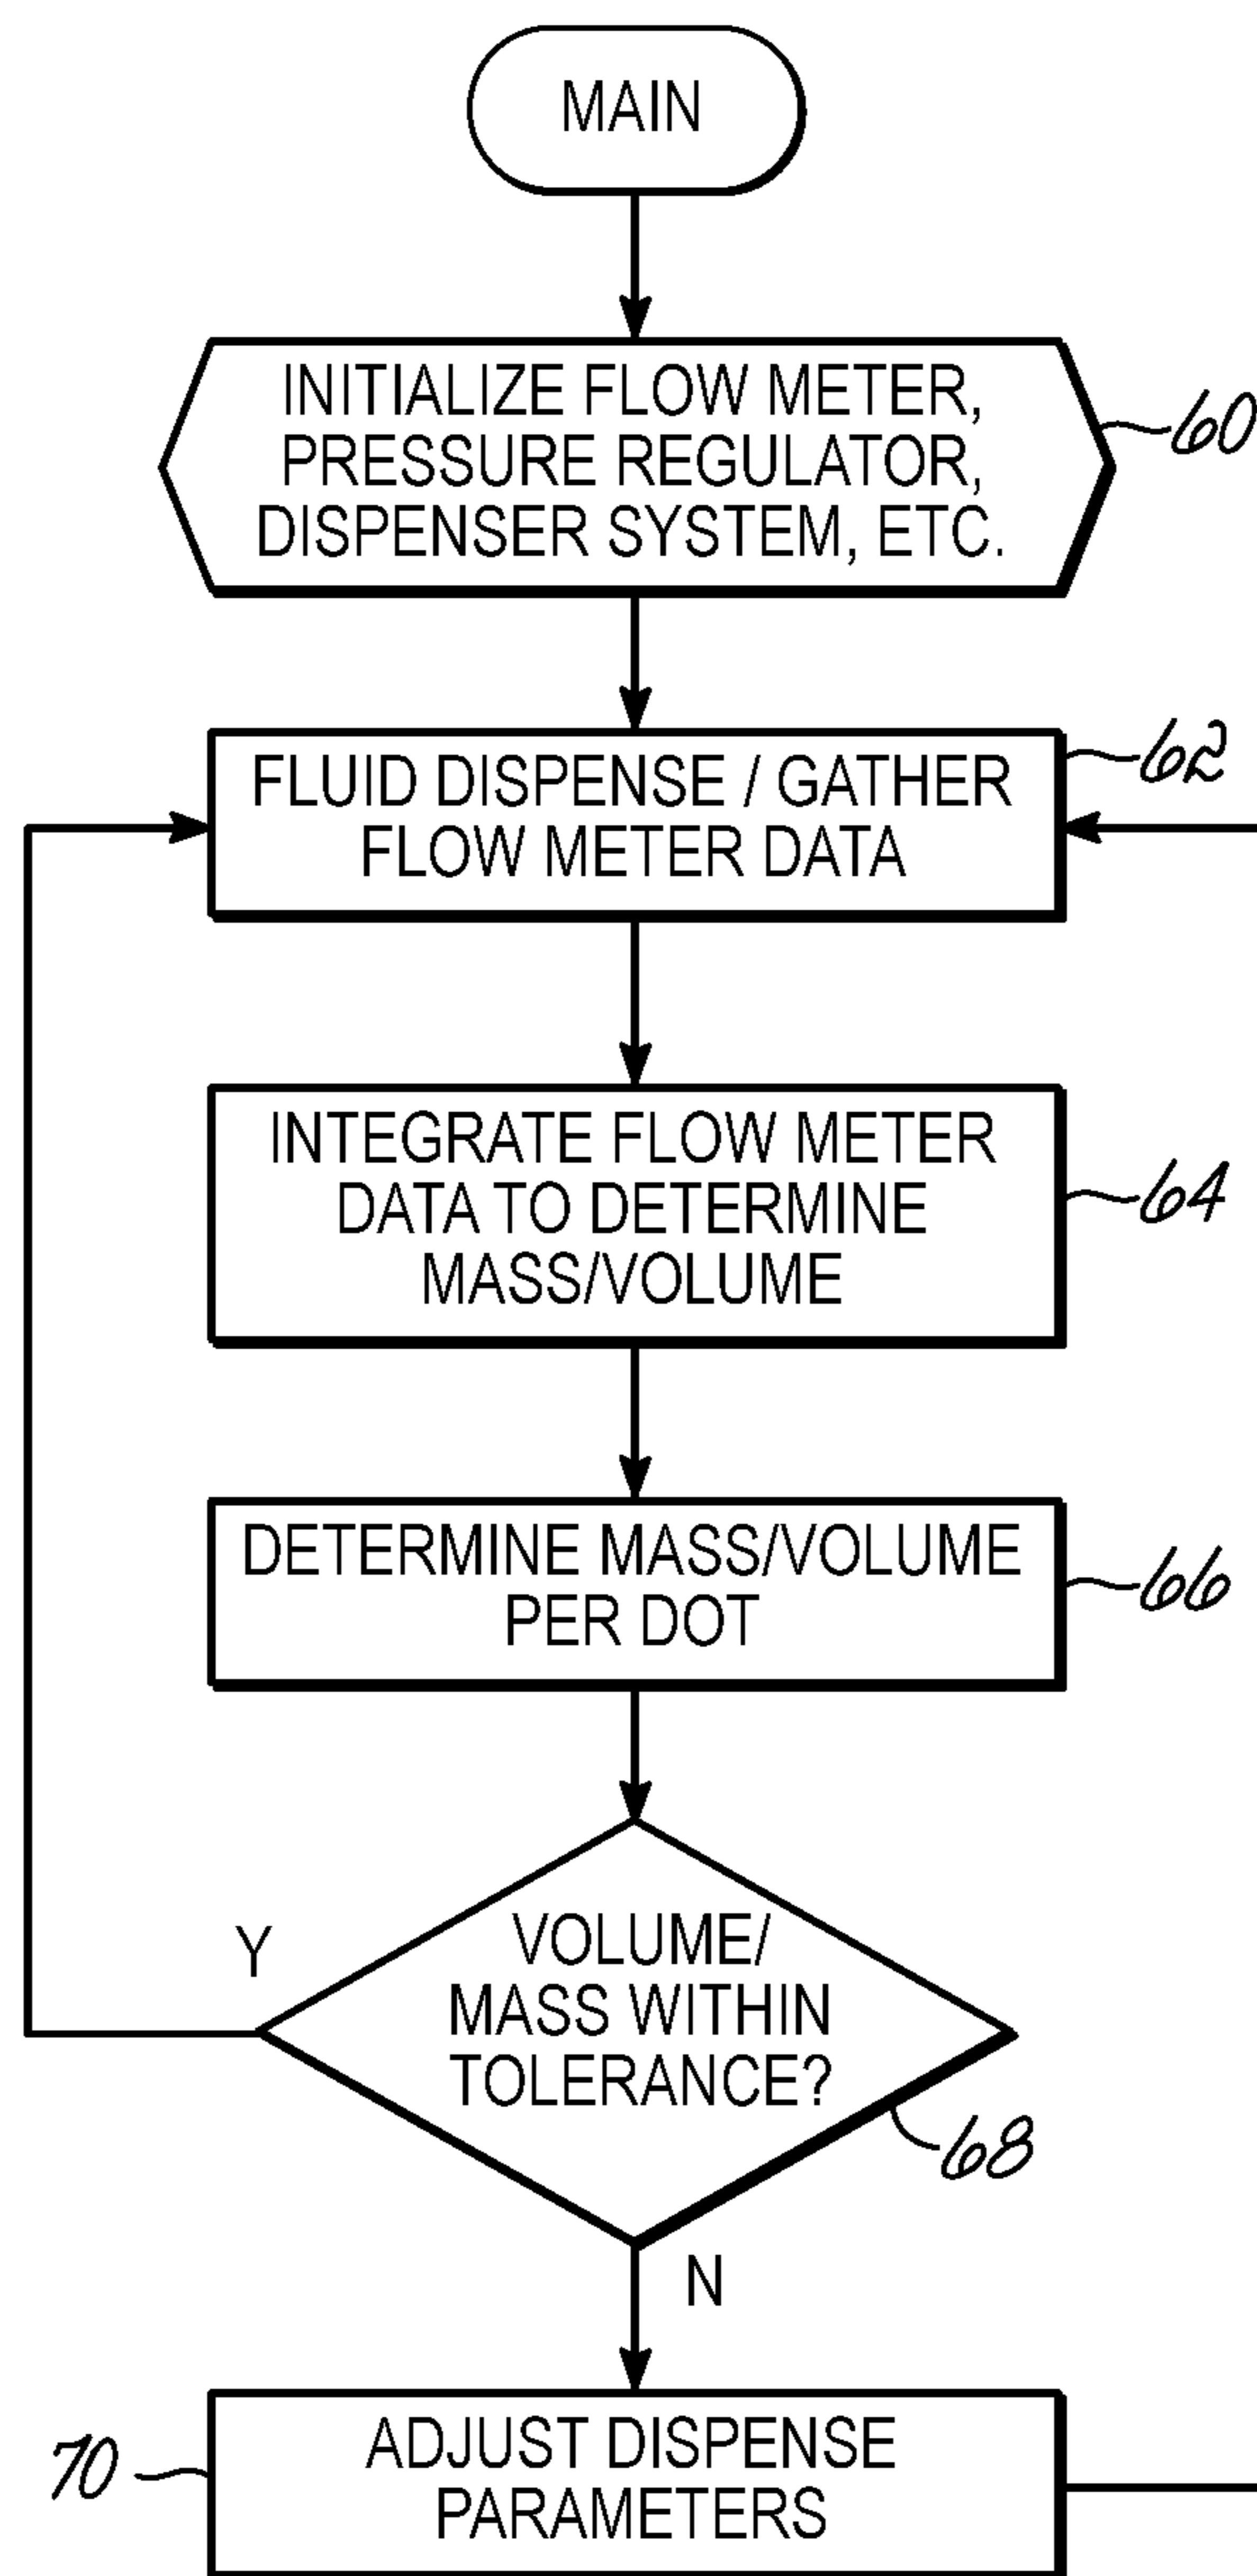 MAIN
INITIALIZE FLOW METER,
PRESSURE REGULATOR,
DISPENSER SYSTEM, ETC.
60
FLUID DISPENSE / GATHER
FLOW METER DATA
62
INTEGRATE FLOW METER
DATA TO DETERMINE
MASS/VOLUME
64
DETERMINE MASS/VOLUME
PER DOT
66
Y
VOLUME/
MASS WITHIN
TOLERANCE?
68
N
70
ADJUST DISPENSE
PARAMETERS